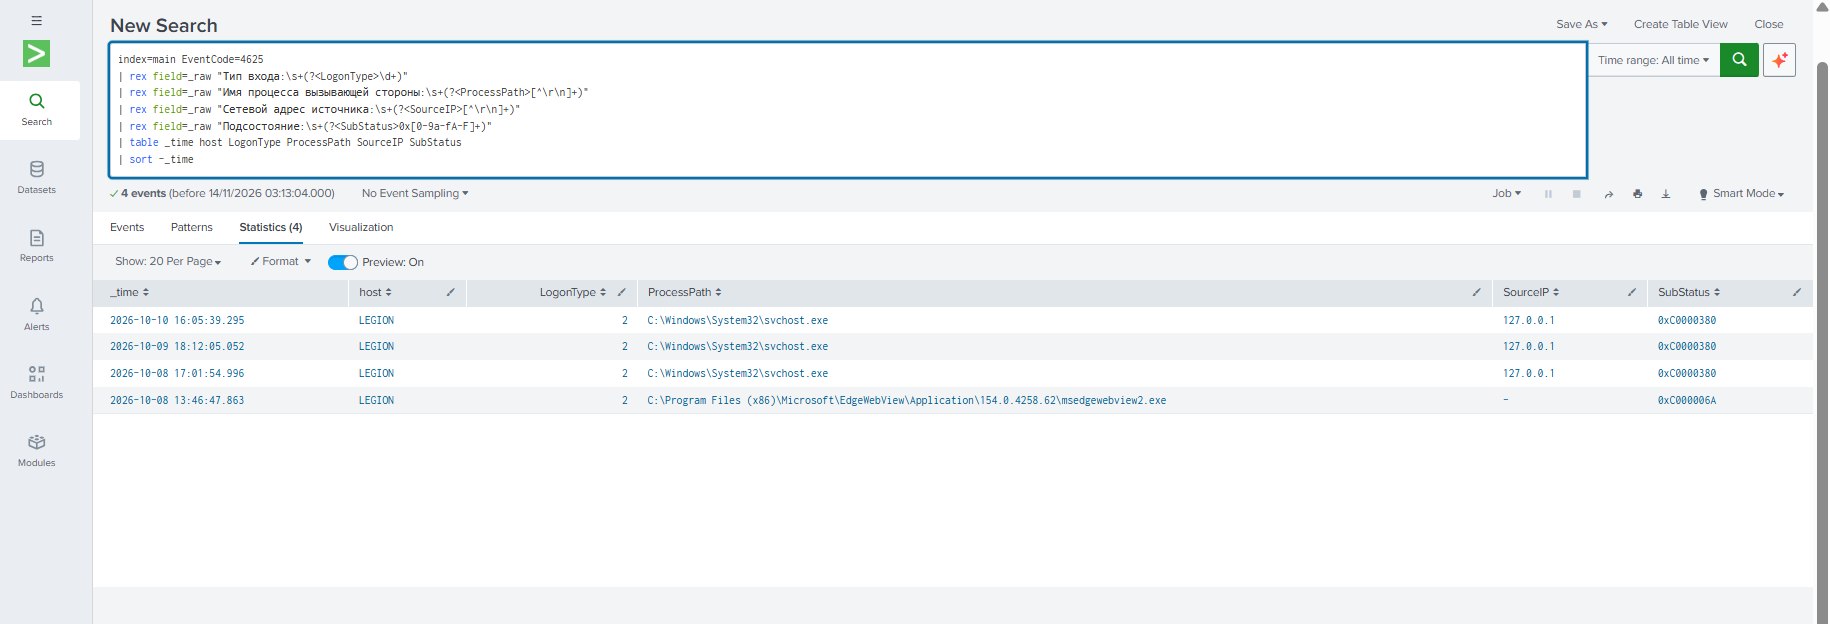 New Search
Save As
Create Table View
Close
index=main EventCode=4625
| rex field=_raw "Тип входа:\s+(?<LogonType>\d+)"
| rex field=_raw "Имя процесса вызывающей стороны:\s+(?<ProcessPath>[^\r\n]+)"
| rex field=_raw "Сетевой адрес источника:\s+(?<SourceIP>[^\r\n]+)"
| rex field=_raw "Подсостояние:\s+(?<SubStatus>0x[0-9a-fA-F]+)"
| table _time host LogonType ProcessPath SourceIP SubStatus
| sort -_time
Time range: All time
Search
Datasets
Reports
Alerts
Dashboards
Modules
4 events (before 14/11/2026 03:13:04.000)
No Event Sampling
Job
Smart Mode
Events
Patterns
Statistics (4)
Visualization
Show: 20 Per Page
Format
Preview: On
_time host LogonType ProcessPath SourceIP SubStatus
2026-10-10 16:05:39.295 LEGION 2 C:\Windows\System32\svchost.exe 127.0.0.1 0xC0000380
2026-10-09 18:12:05.052 LEGION 2 C:\Windows\System32\svchost.exe 127.0.0.1 0xC0000380
2026-10-08 17:01:54.996 LEGION 2 C:\Windows\System32\svchost.exe 127.0.0.1 0xC0000380
2026-10-08 13:46:47.863 LEGION 2 C:\Program Files (x86)\Microsoft\EdgeWebView\Application\154.0.4258.62\msedgewebview2.exe - 0xC000006A